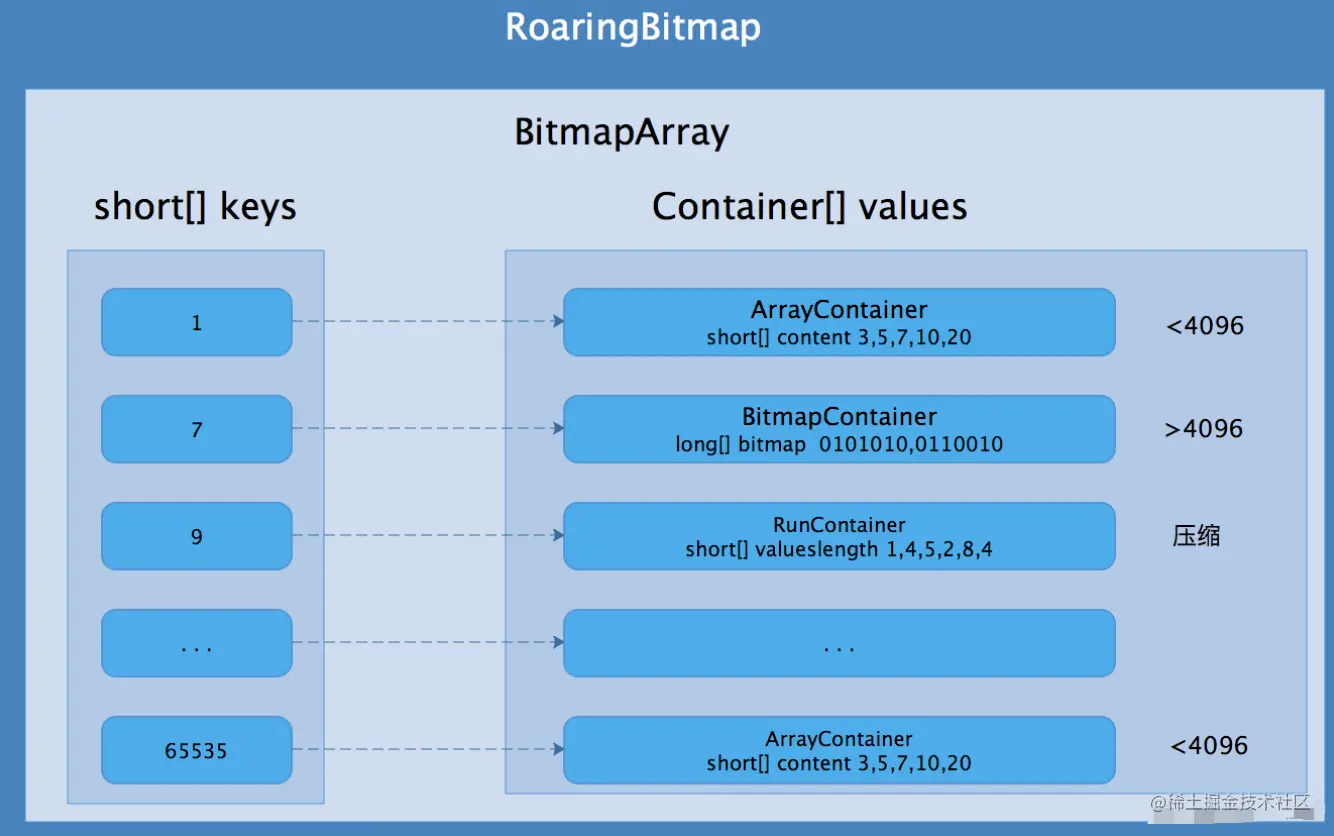 RoaringBitmap
BitmapArray
short[] keys
Container[] values
1
ArrayContainer
short[] content 3,5,7,10,20
<4096
7
BitmapContainer
long[] bitmap  0101010,0110010
>4096
9
RunContainer
short[] valueslength 1,4,5,2,8,4
压缩
...
...
65535
ArrayContainer
short[] content 3,5,7,10,20
<4096
@稀土掘金技术社区